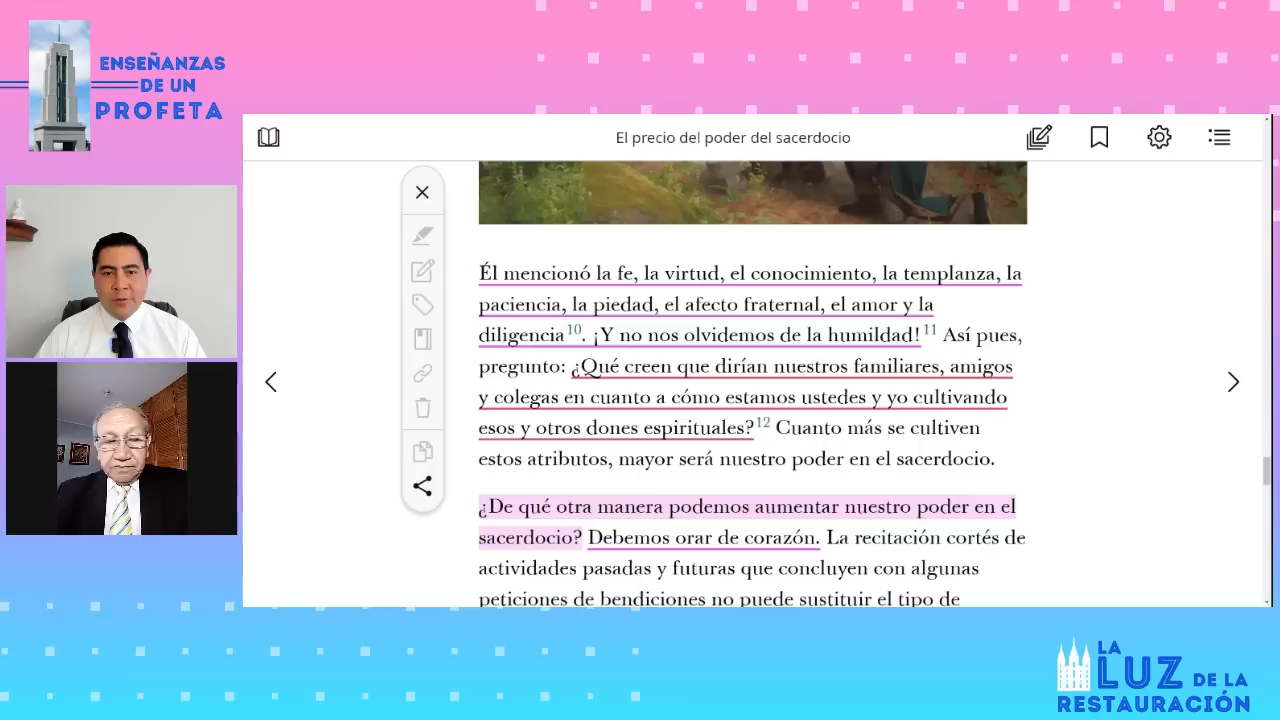 ENSEÑANZAS
DE UN
PROFETA
El precio del poder del sacerdocio
Él mencionó la fe, la virtud, el conocimiento, la templanza, la
paciencia, la piedad, el afecto fraternal, el amor y la
diligencia10. ¡Y no nos olvidemos de la humildad!11 Así pues,
pregunto: ¿Qué creen que dirían nuestros familiares, amigos
y colegas en cuanto a cómo estamos ustedes y yo cultivando
esos y otros dones espirituales?12 Cuanto más se cultiven
estos atributos, mayor será nuestro poder en el sacerdocio.
¿De qué otra manera podemos aumentar nuestro poder en el
sacerdocio? Debemos orar de corazón. La recitación cortés de
actividades pasadas y futuras que concluyen con algunas
peticiones de bendiciones no puede sustituir el tipo de
LA
LUZ DE LA
RESTAURACIÓN